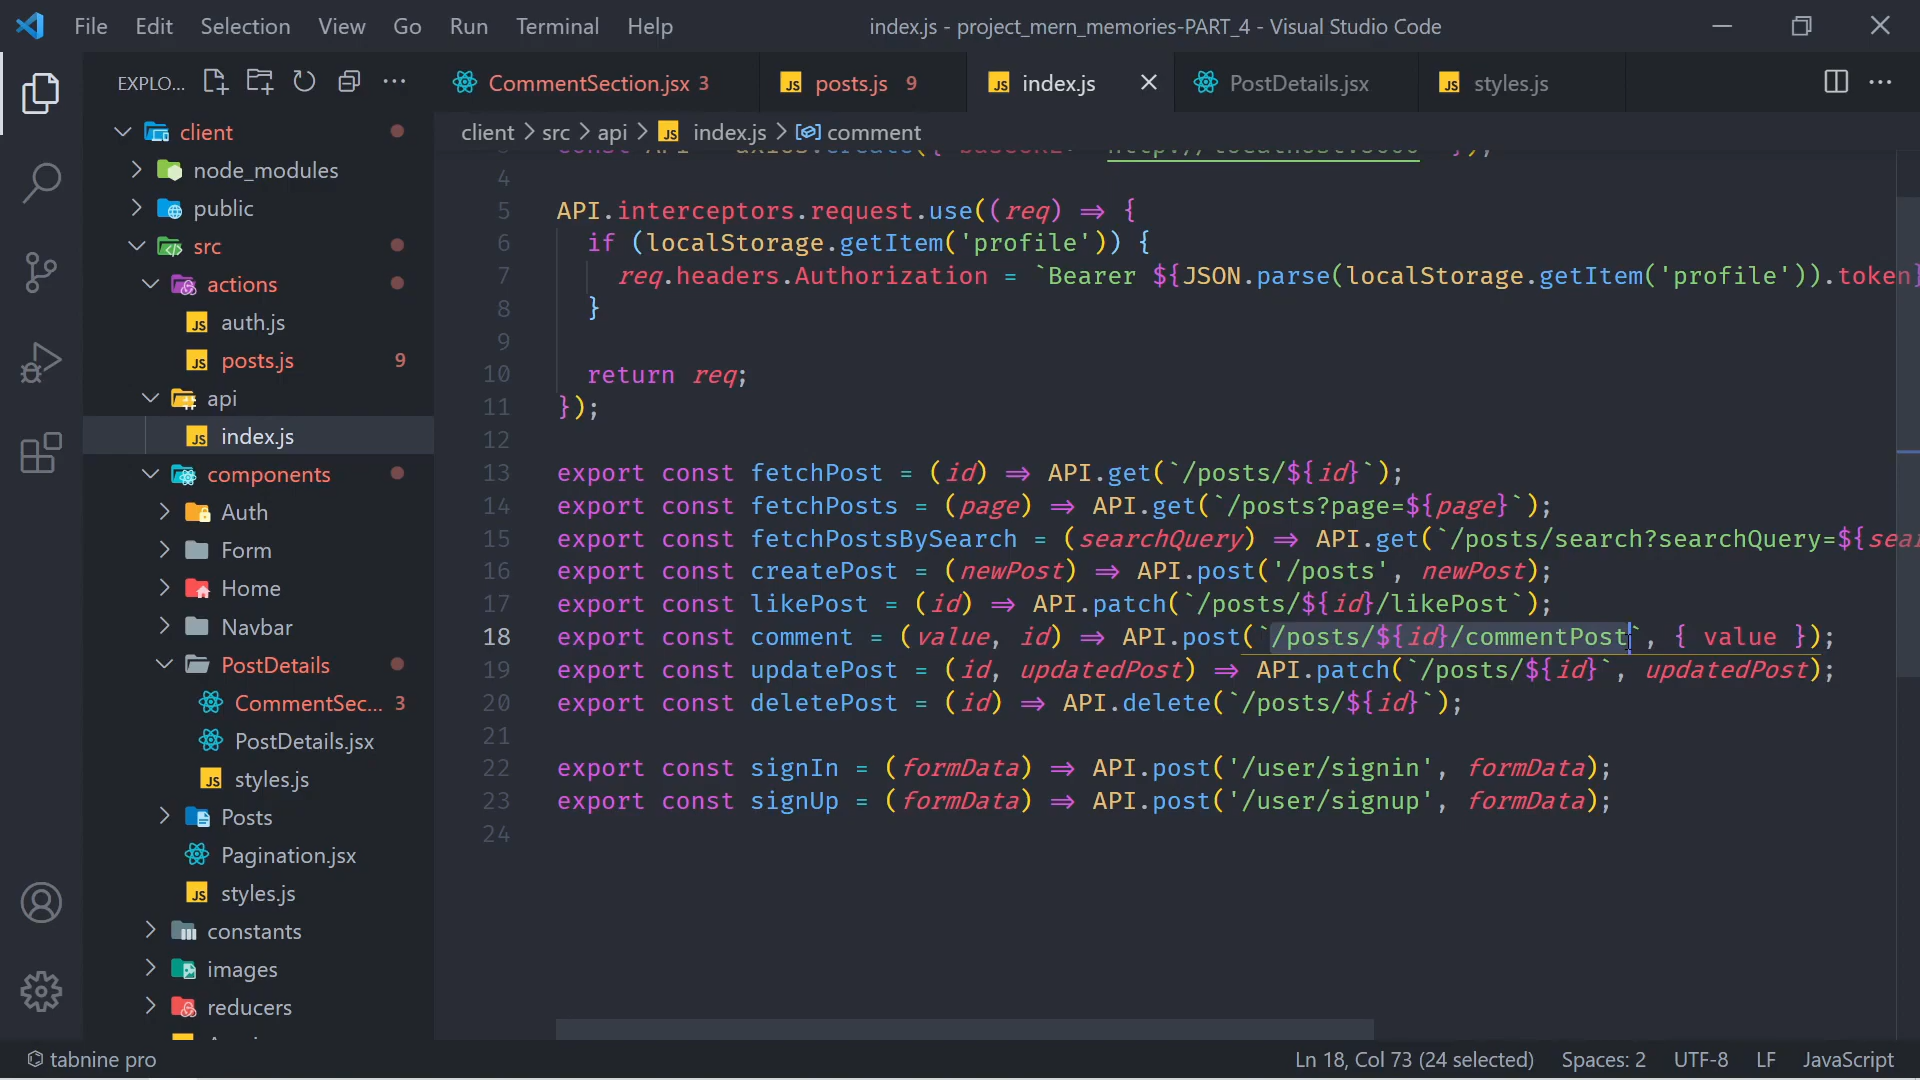 File Edit Selection View Go Run Terminal Help index.js - project_mern_memories-PART_4 - Visual Studio Code
EXPLO...
client
node_modules
public
src
actions
auth.js
posts.js 9
api
index.js
components
Auth
Form
Home
Navbar
PostDetails
CommentSec... 3
PostDetails.jsx
styles.js
Posts
Pagination.jsx
styles.js
constants
images
reducers
CommentSection.jsx 3 posts.js 9 index.js PostDetails.jsx styles.js
client > src > api > JS index.js > comment
4
5 API.interceptors.request.use((req) => {
6 if (localStorage.getItem('profile')) {
7 req.headers.Authorization = `Bearer ${JSON.parse(localStorage.getItem('profile')).token}
8 }
9
10 return req;
11 });
12
13 export const fetchPost = (id) => API.get(`/posts/${id}`);
14 export const fetchPosts = (page) => API.get(`/posts?page=${page}`);
15 export const fetchPostsBySearch = (searchQuery) => API.get(`/posts/search?searchQuery=${sear
16 export const createPost = (newPost) => API.post('/posts', newPost);
17 export const likePost = (id) => API.patch(`/posts/${id}/likePost`);
18 export const comment = (value, id) => API.post(`/posts/${id}/commentPost`, { value });
19 export const updatePost = (id, updatedPost) => API.patch(`/posts/${id}`, updatedPost);
20 export const deletePost = (id) => API.delete(`/posts/${id}`);
21
22 export const signIn = (formData) => API.post('/user/signin', formData);
23 export const signUp = (formData) => API.post('/user/signup', formData);
24
tabnine pro Ln 18, Col 73 (24 selected) Spaces: 2 UTF-8 LF JavaScript